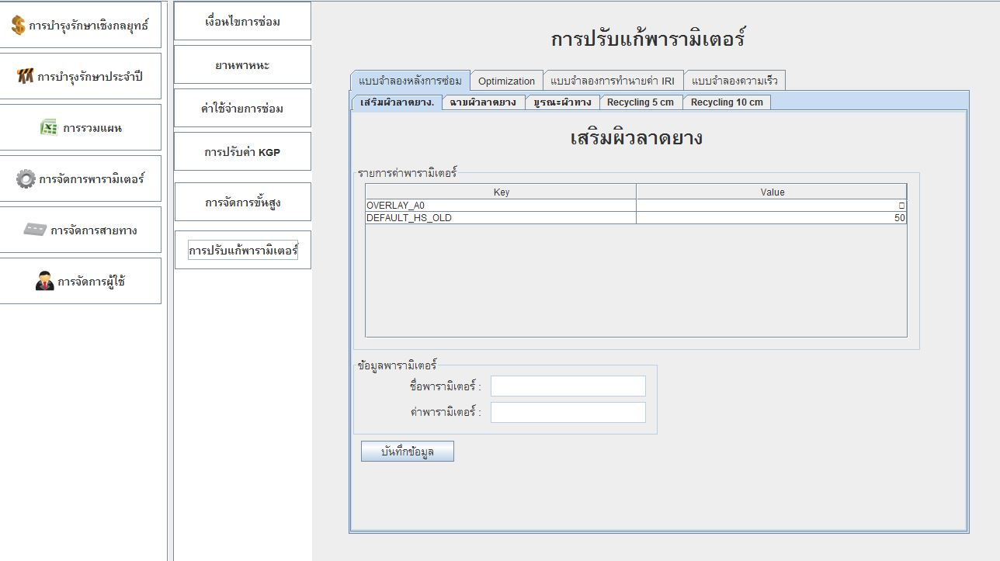 การบำรุงรักษาเชิงกลยุทธ์
การบำรุงรักษาประจำปี
การรวมแผน
การจัดการพารามิเตอร์
การจัดการสายทาง
การจัดการผู้ใช้
เงื่อนไขการซ่อม
ยานพาหนะ
ค่าใช้จ่ายการซ่อม
การปรับค่า KGP
การจัดการขั้นสูง
การปรับแก้พารามิเตอร์
การปรับแก้พารามิเตอร์
แบบจำลองหลังการซ่อม Optimization แบบจำลองการทำนายค่า IRI แบบจำลองความเร็ว
เสริมผิวลาดยาง. ฉาบผิวลาดยาง บูรณะผิวทาง Recycling 5 cm Recycling 10 cm
เสริมผิวลาดยาง
รายการค่าพารามิเตอร์
Key Value
OVERLAY_A0
DEFAULT_HS_OLD 50
ข้อมูลพารามิเตอร์
ชื่อพารามิเตอร์ :
ค่าพารามิเตอร์ :
บันทึกข้อมูล